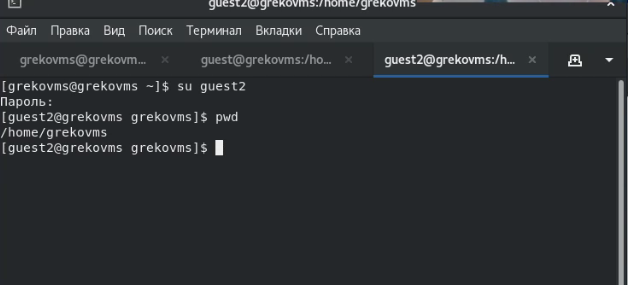 guest2@grekovms:/home/grekovms
Файл Правка Вид Поиск Терминал Вкладки Справка
grekovms@grekovm... × guest@grekovms:/ho... × guest2@grekovms:/h... ×
[grekovms@grekovms ~]$ su guest2
Пароль:
[guest2@grekovms grekovms]$ pwd
/home/grekovms
[guest2@grekovms grekovms]$